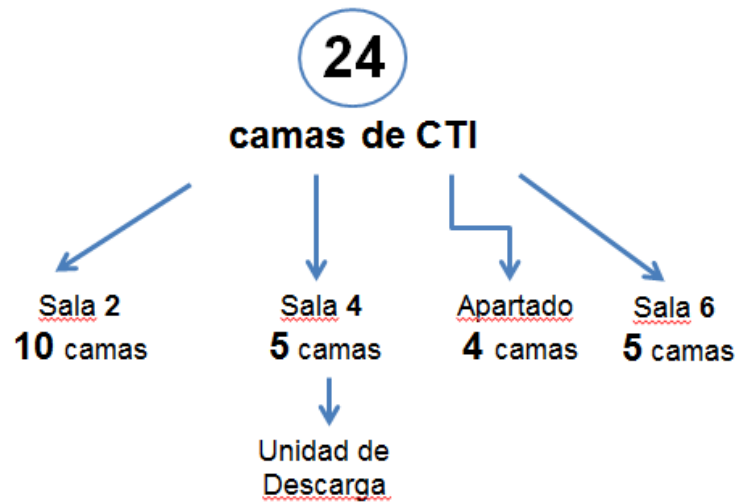 24
camas de CTI
Sala 2
10 camas
Sala 4
5 camas
Apartado
4 camas
Sala 6
5 camas
Unidad de
Descarga